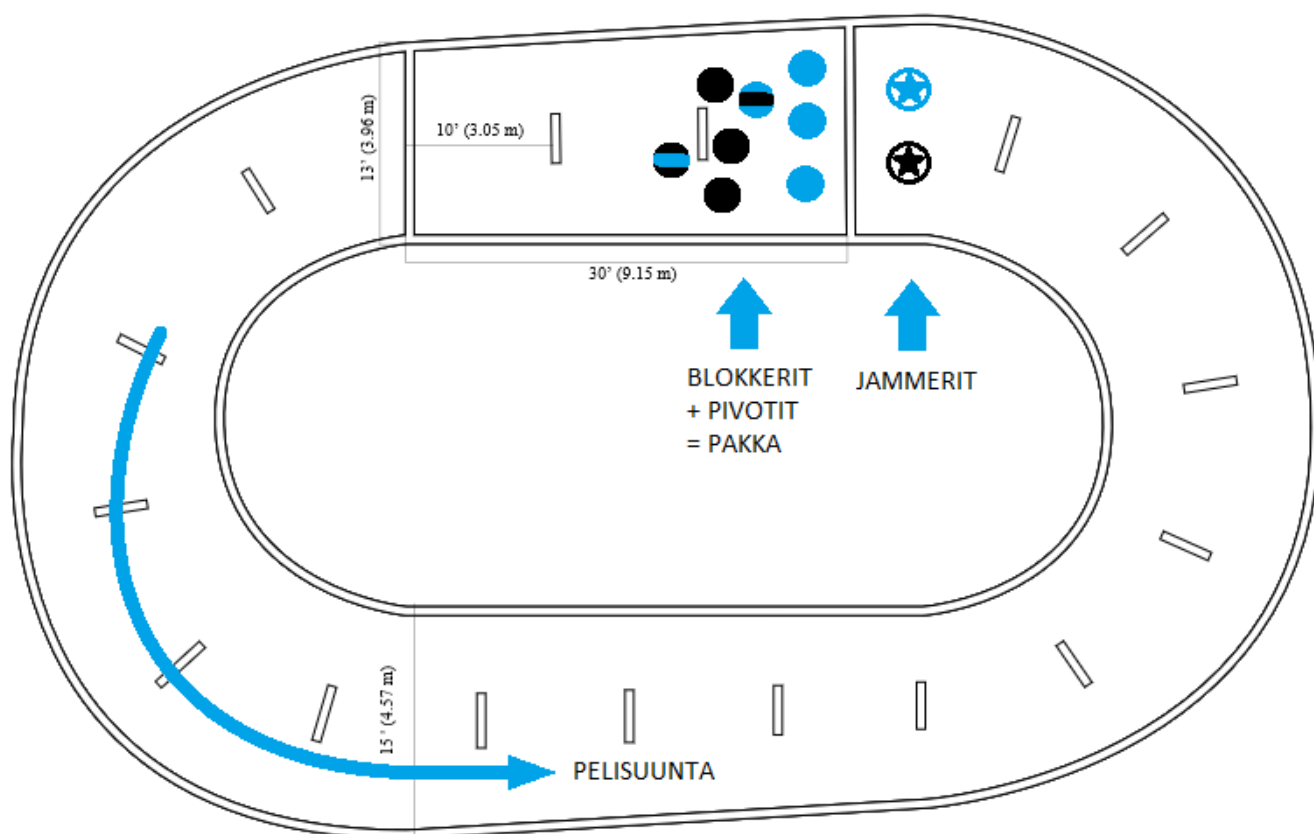 13’ (3.96 m)
10’ (3.05 m)
30’ (9.15 m)
BLOKKERIT
+ PIVOTIT
= PAKKA
JAMMERIT
15 ’ (4.57 m)
PELISUUNTA